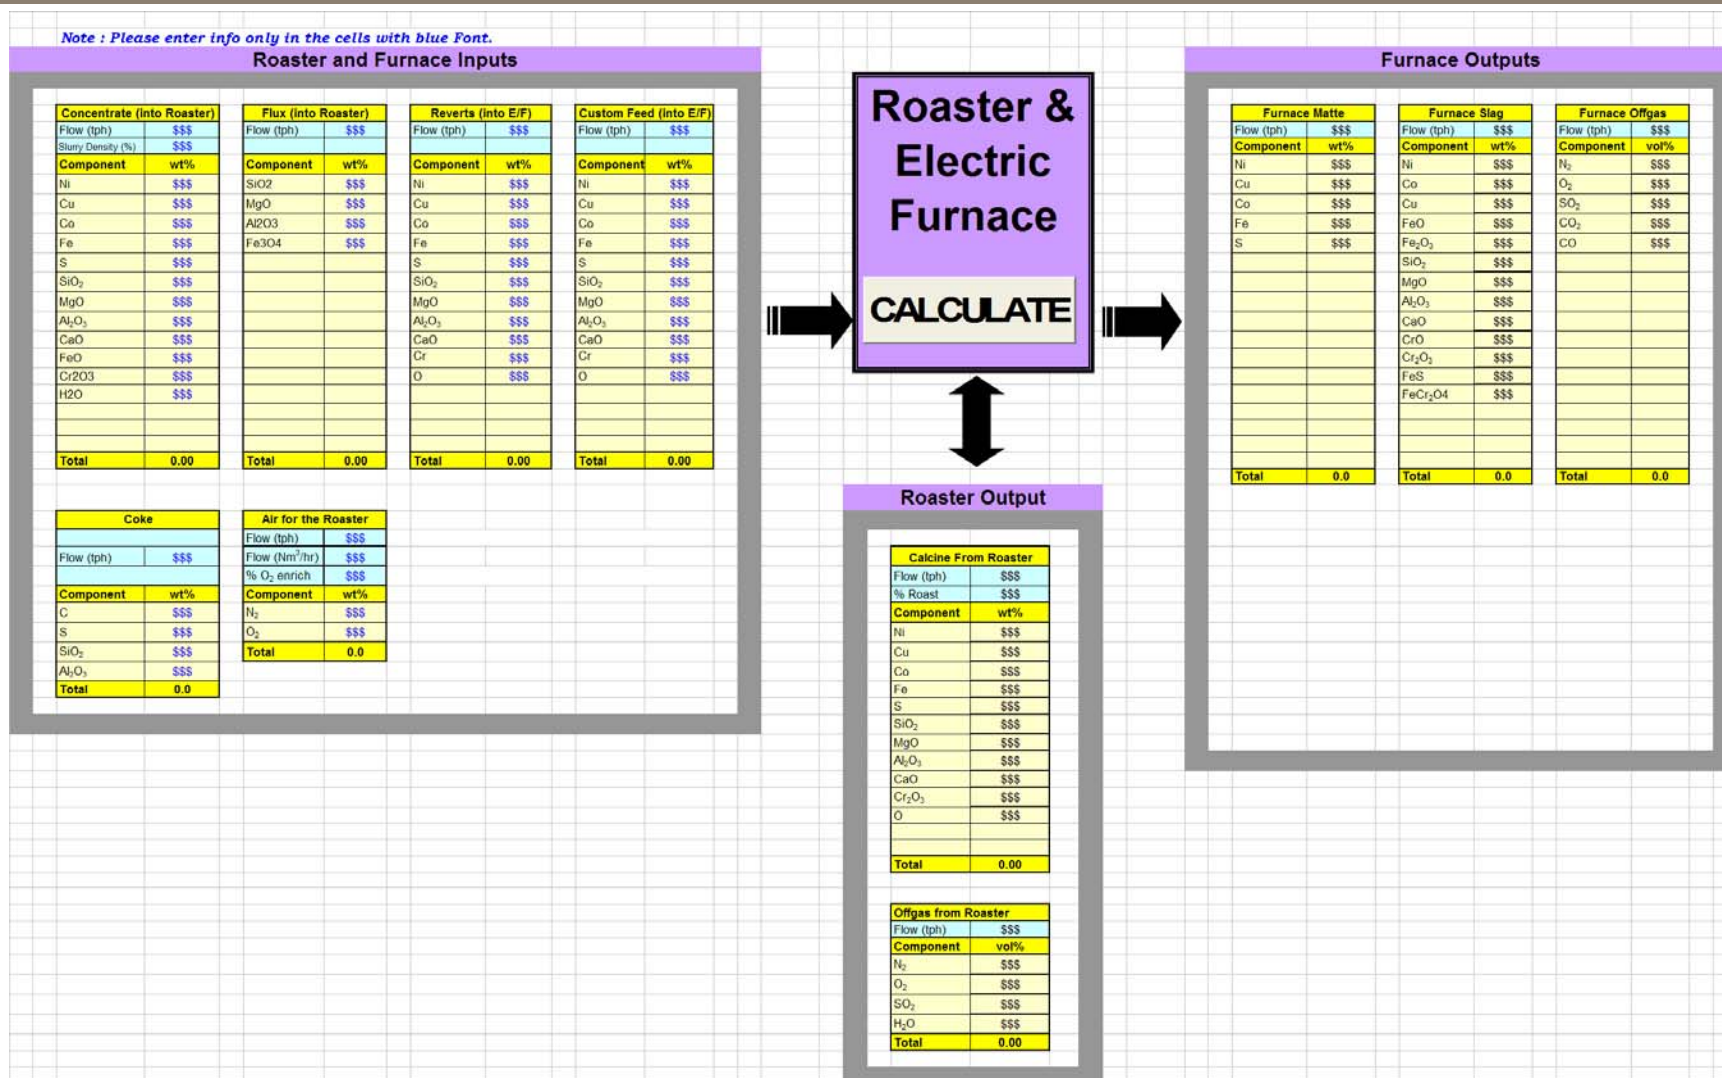 Note : Please enter info only in the cells with blue Font.
Roaster and Furnace Inputs
Concentrate (into Roaster)
Flow (tph) $$$
Slurry Density (%) $$$
Component wt%
Ni $$$
Cu $$$
Co $$$
Fe $$$
S $$$
SiO₂ $$$
MgO $$$
Al₂O₃ $$$
CaO $$$
FeO $$$
Cr2O3 $$$
H2O $$$
Total 0.00
Flux (into Roaster)
Flow (tph) $$$
Component wt%
SiO2 $$$
MgO $$$
Al2O3 $$$
Fe3O4 $$$
Total 0.00
Reverts (into E/F)
Flow (tph) $$$
Component wt%
Ni $$$
Cu $$$
Co $$$
Fe $$$
S $$$
SiO₂ $$$
MgO $$$
Al₂O₃ $$$
CaO $$$
Cr $$$
O $$$
Total 0.00
Custom Feed (into E/F)
Flow (tph) $$$
Component wt%
Ni $$$
Cu $$$
Co $$$
Fe $$$
S $$$
SiO₂ $$$
MgO $$$
Al₂O₃ $$$
CaO $$$
Cr $$$
O $$$
Total 0.00
Coke
Flow (tph) $$$
Component wt%
C $$$
S $$$
SiO₂ $$$
Al₂O₃ $$$
Total 0.0
Air for the Roaster
Flow (tph) $$$
Flow (Nm³/hr) $$$
% O₂ enrich $$$
Component wt%
N₂ $$$
O₂ $$$
Total 0.0
Roaster &
Electric
Furnace
CALCULATE
Roaster Output
Calcine From Roaster
Flow (tph) $$$
% Roast $$$
Component wt%
Ni $$$
Cu $$$
Co $$$
Fe $$$
S $$$
SiO₂ $$$
MgO $$$
Al₂O₃ $$$
CaO $$$
Cr₂O₃ $$$
O $$$
Total 0.00
Offgas from Roaster
Flow (tph) $$$
Component vol%
N₂ $$$
O₂ $$$
SO₂ $$$
H₂O $$$
Total 0.00
Furnace Outputs
Furnace Matte
Flow (tph) $$$
Component wt%
Ni $$$
Cu $$$
Co $$$
Fe $$$
S $$$
Total 0.0
Furnace Slag
Flow (tph) $$$
Component wt%
Ni $$$
Co $$$
Cu $$$
FeO $$$
Fe₂O₃ $$$
SiO₂ $$$
MgO $$$
Al₂O₃ $$$
CaO $$$
CrO $$$
Cr₂O₃ $$$
FeS $$$
FeCr₂O4 $$$
Total 0.0
Furnace Offgas
Flow (tph) $$$
Component vol%
N₂ $$$
O₂ $$$
SO₂ $$$
CO₂ $$$
CO $$$
Total 0.0